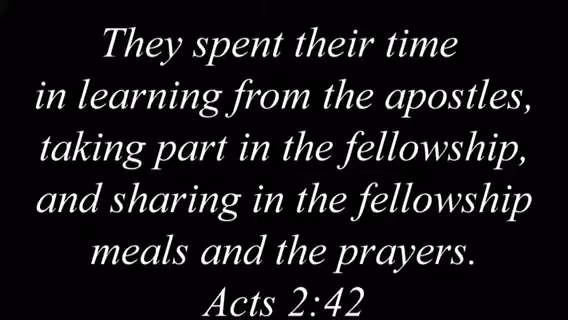 They spent their time
in learning from the apostles,
taking part in the fellowship,
and sharing in the fellowship
meals and the prayers.
Acts 2:42